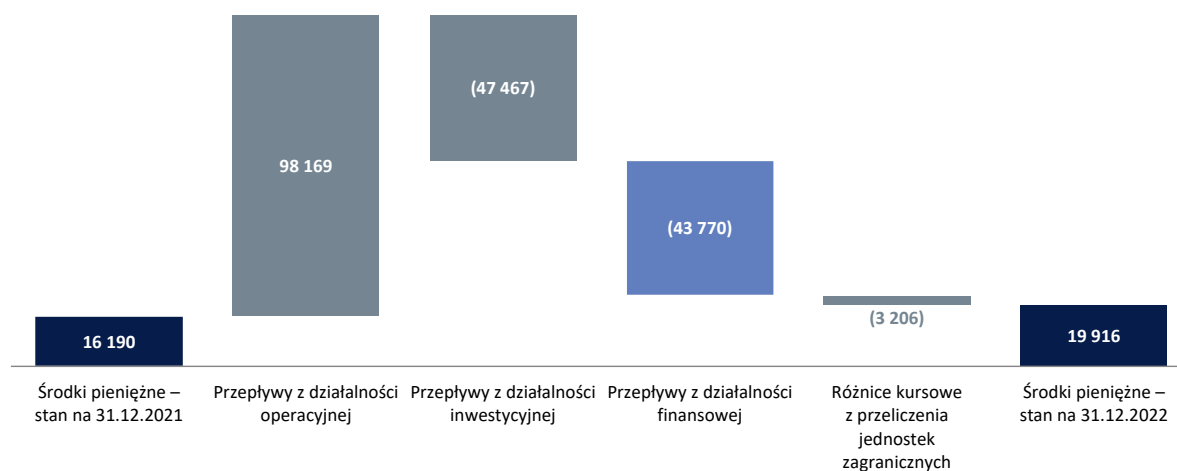 (47 467)
98 169
(43 770)
(3 206)
16 190
19 916
Środki pieniężne –
stan na 31.12.2021
Przepływy z działalności
operacyjnej
Przepływy z działalności
inwestycyjnej
Przepływy z działalności
finansowej
Różnice kursowe
z przeliczenia
jednostek
zagranicznych
Środki pieniężne –
stan na 31.12.2022